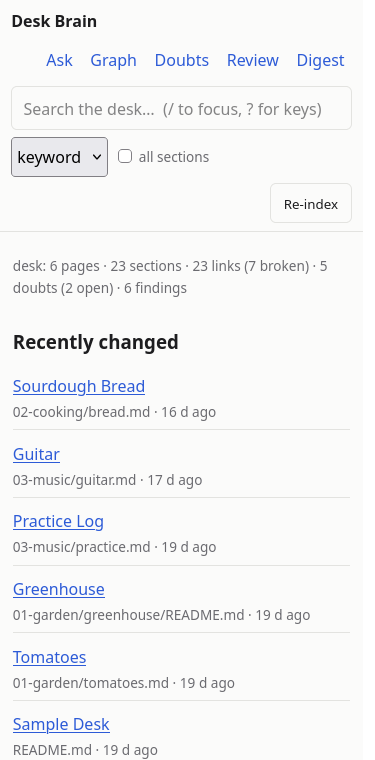 Desk Brain
Ask Graph Doubts Review Digest
Search the desk... (/ to focus, ? for keys)
keyword all sections
Re-index
desk: 6 pages · 23 sections · 23 links (7 broken) · 5
doubts (2 open) · 6 findings
Recently changed
Sourdough Bread
02-cooking/bread.md · 16 d ago
Guitar
03-music/guitar.md · 17 d ago
Practice Log
03-music/practice.md · 19 d ago
Greenhouse
01-garden/greenhouse/README.md · 19 d ago
Tomatoes
01-garden/tomatoes.md · 19 d ago
Sample Desk
README.md · 19 d ago